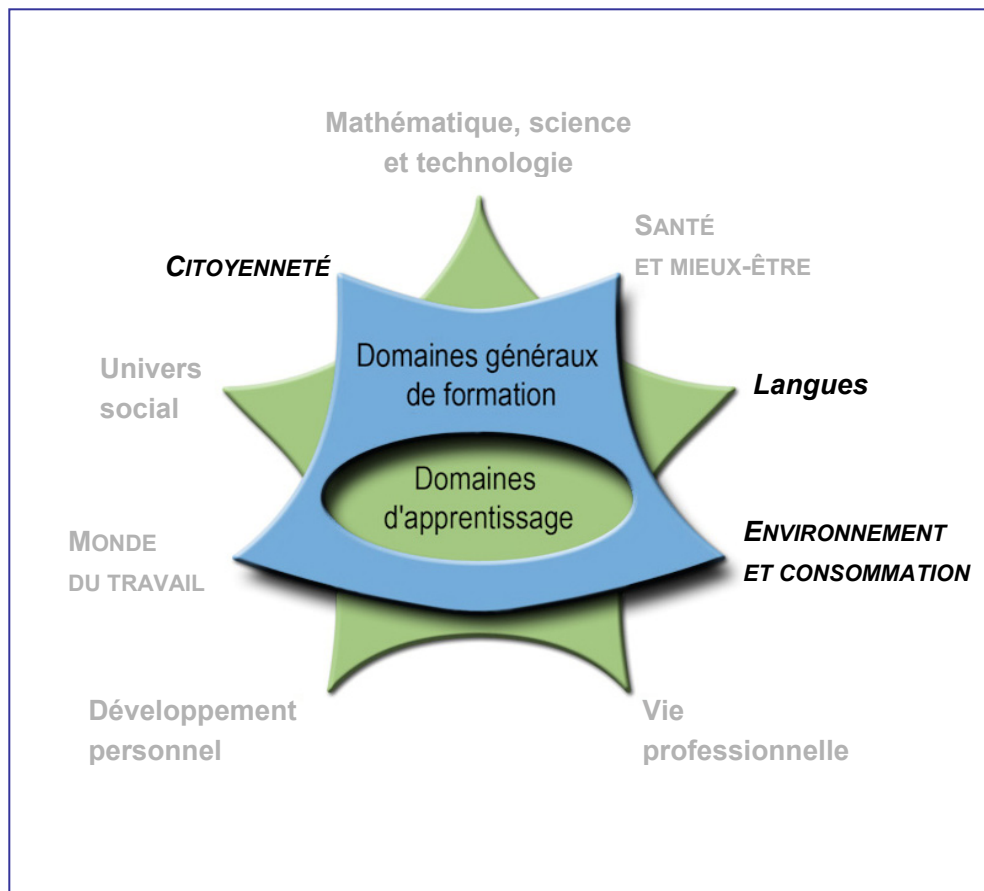 Mathématique, science
et technologie
SANTÉ
ET MIEUX-ÊTRE
CITOYENNETÉ
Domaines généraux
de formation
Univers
social
Langues
Domaines
d'apprentissage
MONDE
DU TRAVAIL
ENVIRONNEMENT
ET CONSOMMATION
Développement
personnel
Vie
professionnelle